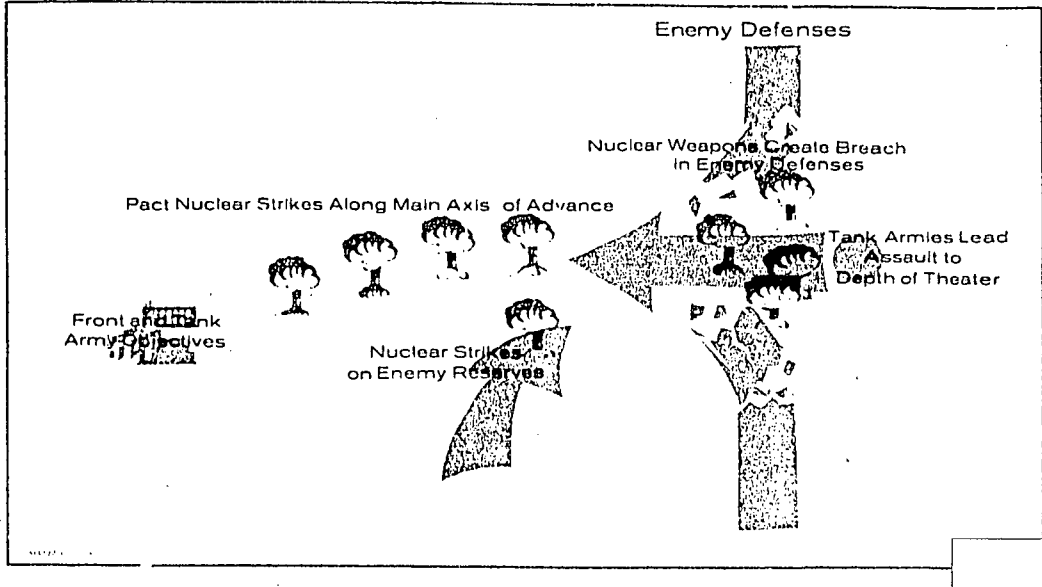 Enemy Defenses
Nuclear Weapons Create Breach
in Enemy Defenses
Pact Nuclear Strikes Along Main Axis of Advance
Tank Armies Lead
Assault to
Depth of Theater
Front and Tank
Army Objectives
Nuclear Strikes
on Enemy Reserves